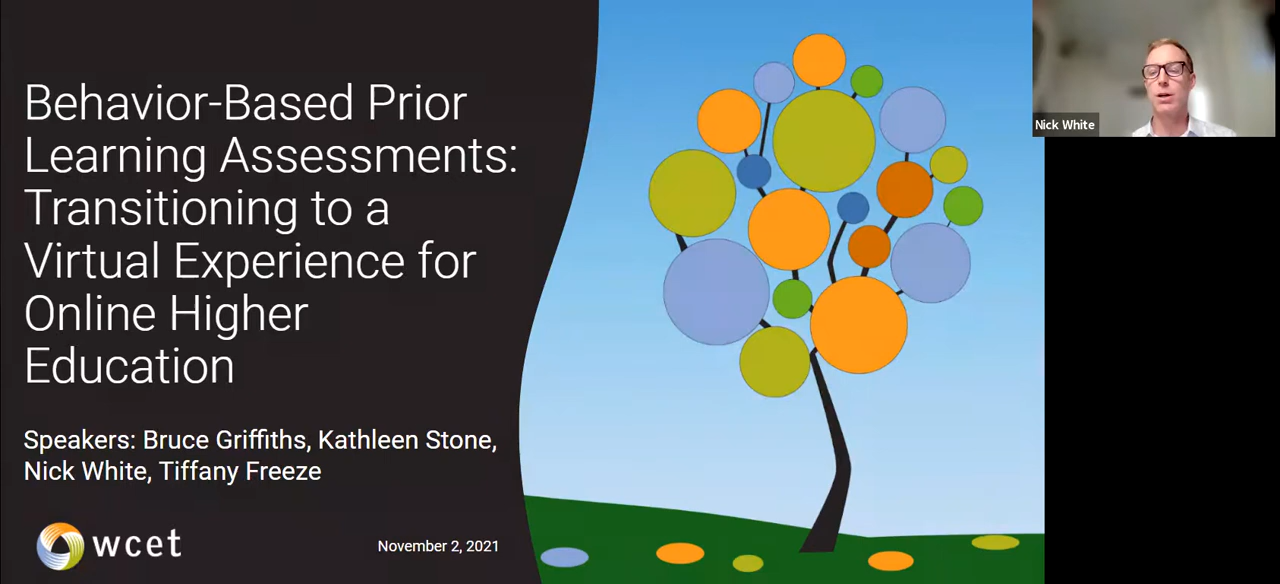 Behavior-Based Prior
Learning Assessments:
Transitioning to a
Virtual Experience for
Online Higher
Education
Speakers: Bruce Griffiths, Kathleen Stone,
Nick White, Tiffany Freeze
wcet
November 2, 2021
Nick White